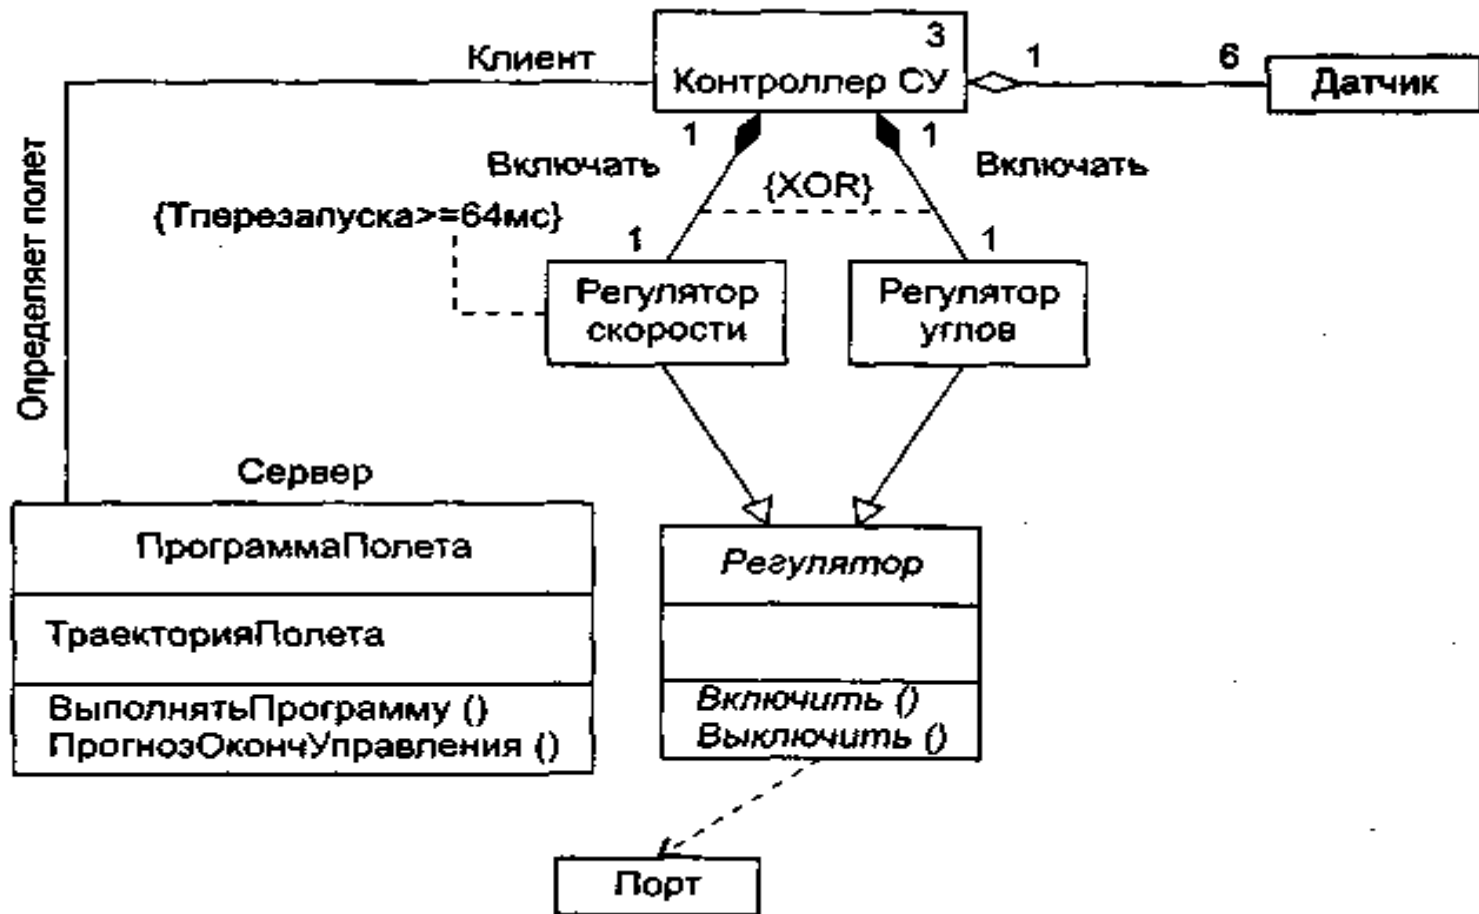 3
Клиент
Контроллер СУ
1
6
Датчик
1
1
Включать
Включать
{XOR}
{Тперезапуска>=64мс}
Определяет полет
1
1
Регулятор
скорости
Регулятор
углов
Сервер
ПрограммаПолета
Регулятор
ТраекторияПолета
ВыполнятьПрограмму ()
ПрогнозОкончУправления ()
Включить ()
Выключить ()
Порт